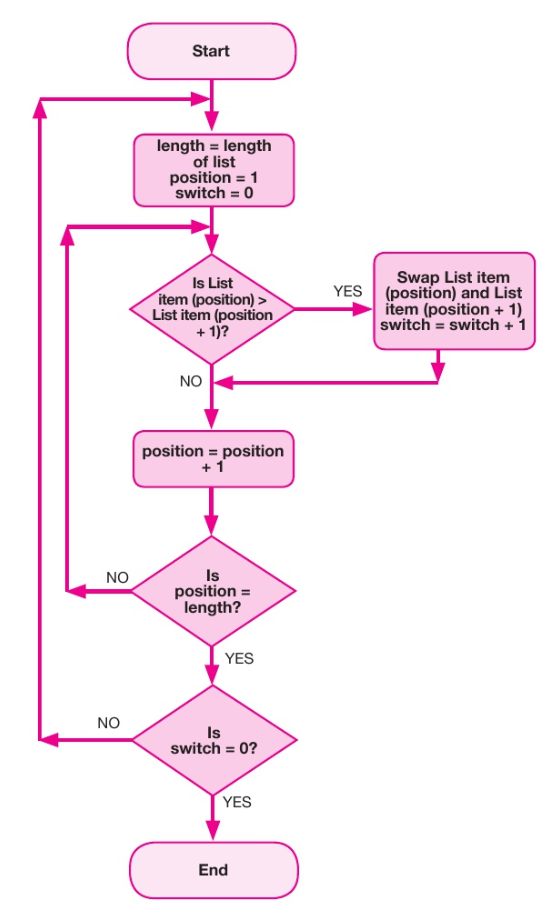 Start
length = length
of list
position = 1
switch = 0
Is List
item (position) >
List item (position
+ 1)?
YES
Swap List item
(position) and List
item (position + 1)
switch = switch + 1
NO
position = position
+ 1
Is
position =
length?
NO
YES
Is
switch = 0?
NO
YES
End